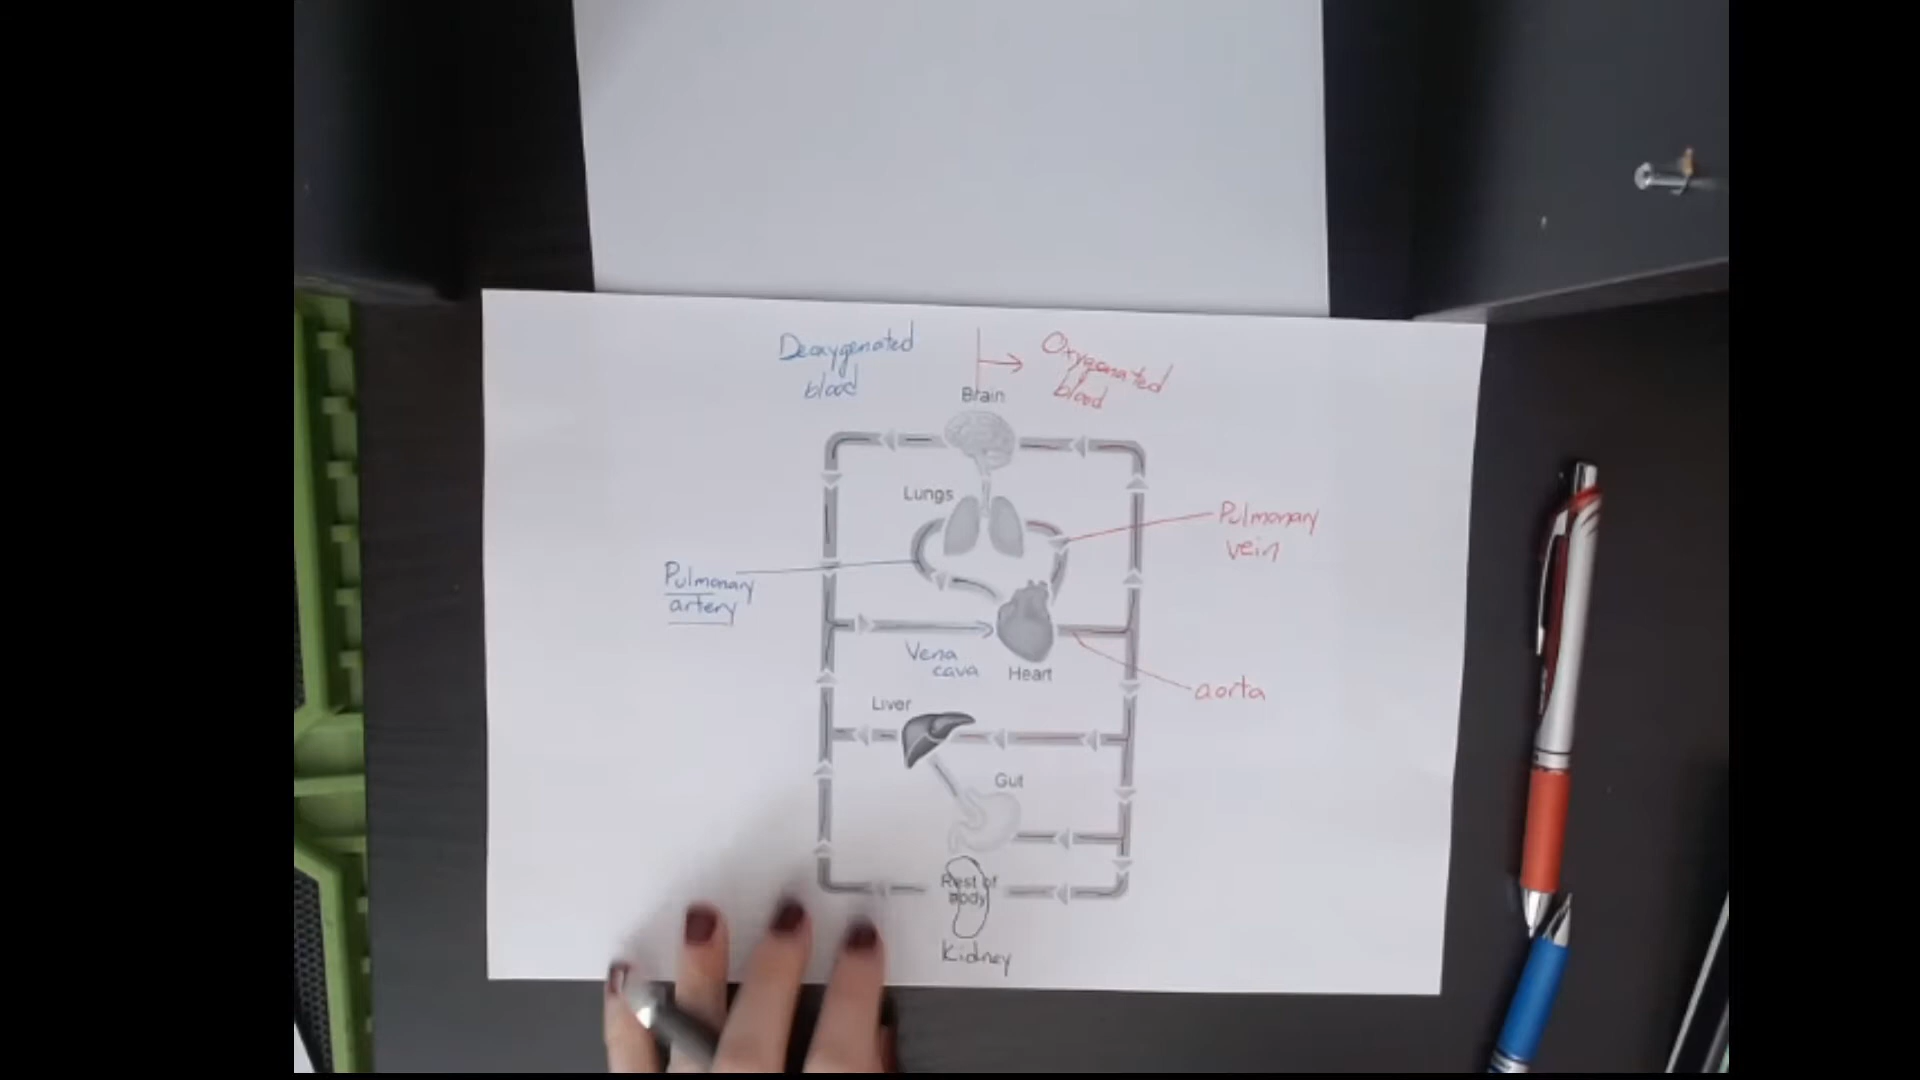 Deoxygenated
blood
Oxygenated
blood
Brain
Lungs
Pulmonary
vein
Pulmonary
artery
Vena
cava
Heart
aorta
Liver
Gut
Rest of
body
Kidney